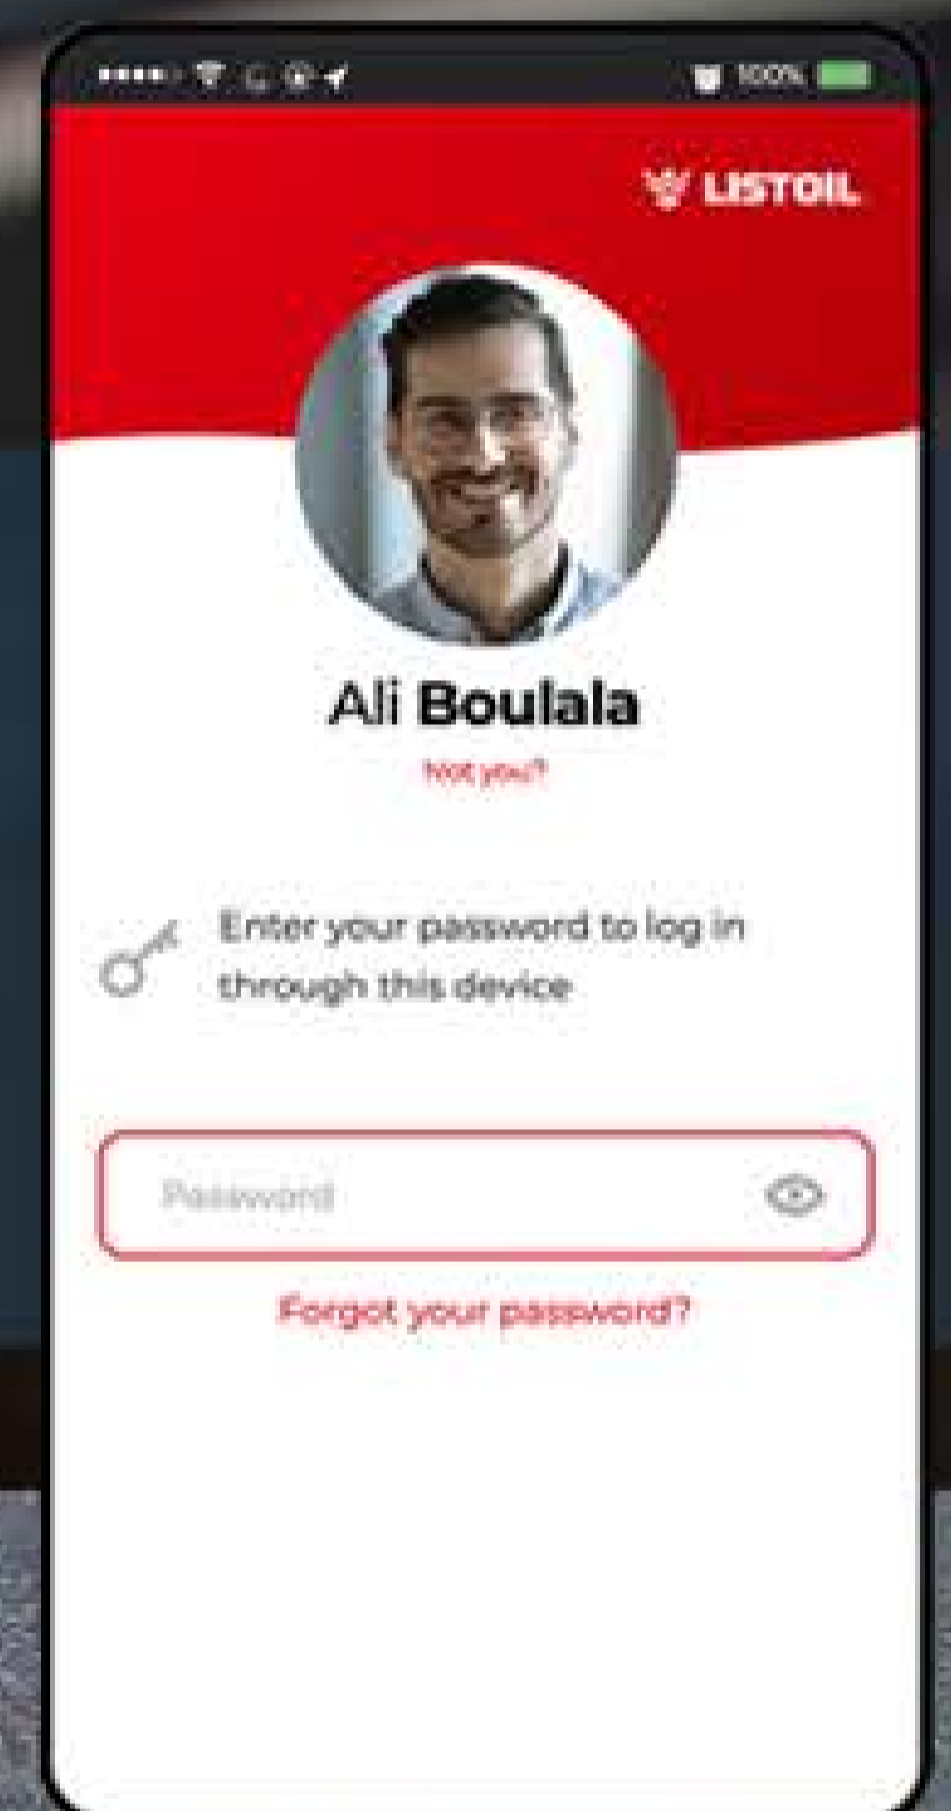 100%
LISTOIL
Ali Boulala
Not you?
Enter your password to log in
through this device
Password
Forgot your password?